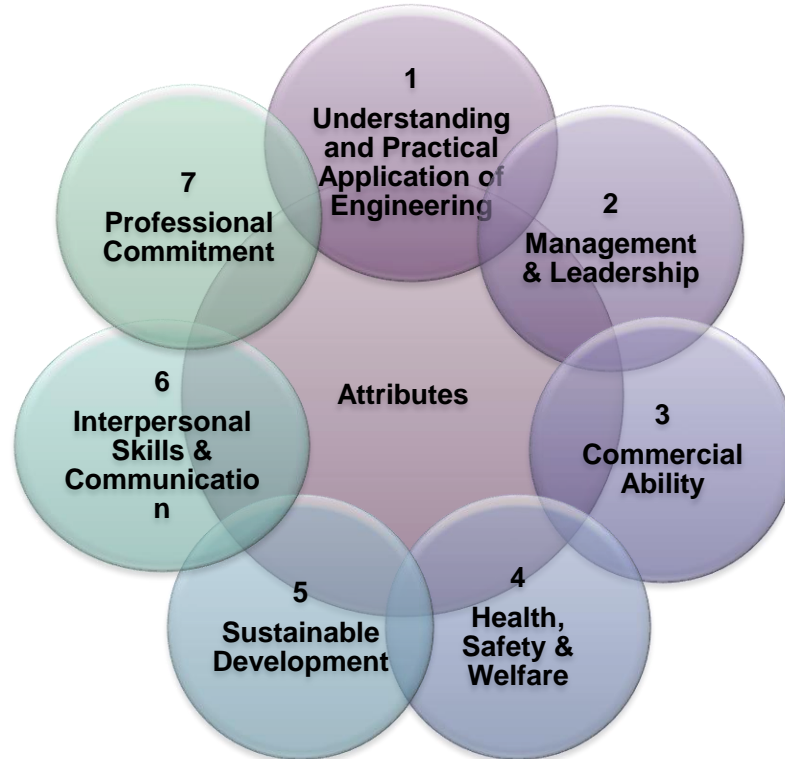 1
Understanding
and Practical
Application of
Engineering
2
Management
& Leadership
3
Commercial
Ability
4
Health,
Safety &
Welfare
5
Sustainable
Development
6
Interpersonal
Skills &
Communicatio
n
7
Professional
Commitment
Attributes